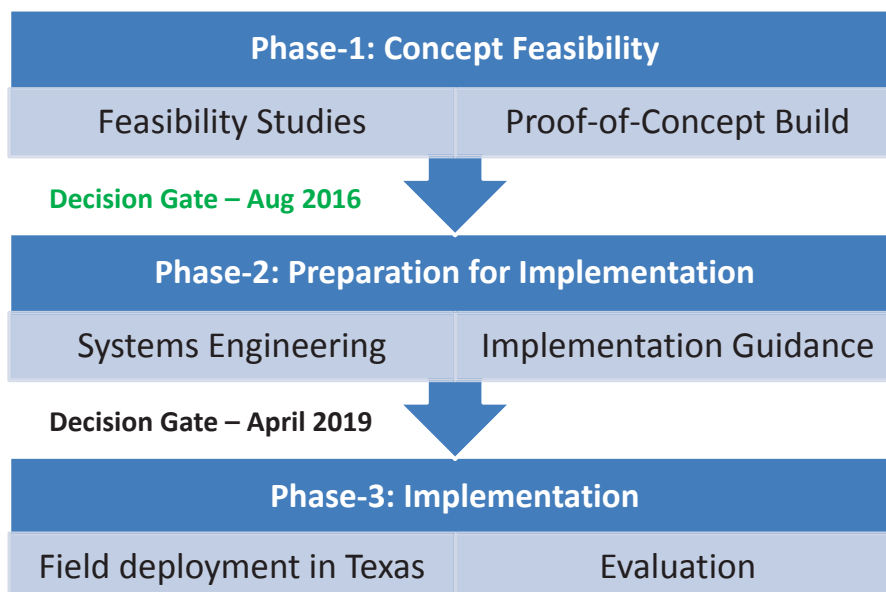 Phase-1: Concept Feasibility
Feasibility Studies
Proof-of-Concept Build
Decision Gate – Aug 2016
Phase-2: Preparation for Implementation
Systems Engineering
Implementation Guidance
Decision Gate – April 2019
Phase-3: Implementation
Field deployment in Texas
Evaluation